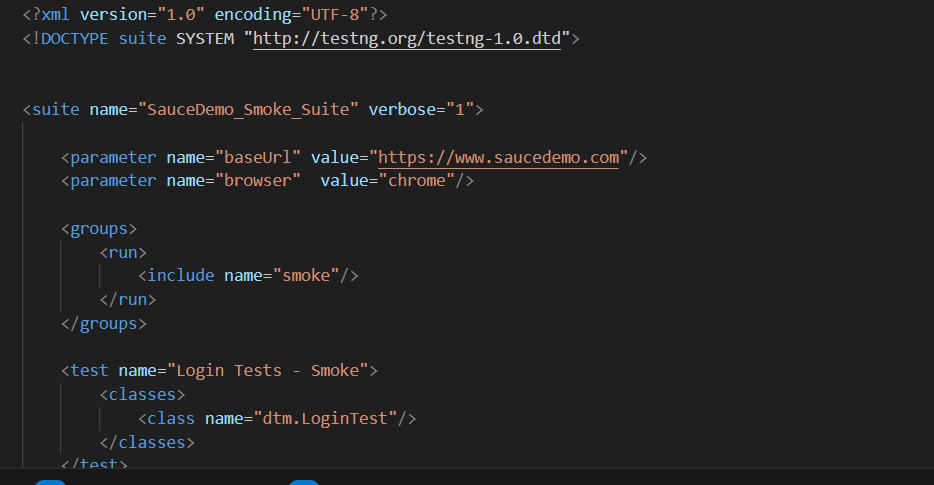 <?xml version="1.0" encoding="UTF-8"?>
<!DOCTYPE suite SYSTEM "http://testng.org/testng-1.0.dtd">
<suite name="SauceDemo_Smoke_Suite" verbose="1">
<parameter name="baseUrl" value="https://www.saucedemo.com"/>
<parameter name="browser"  value="chrome"/>
<groups>
<run>
<include name="smoke"/>
</run>
</groups>
<test name="Login Tests - Smoke">
<classes>
<class name="dtm.LoginTest"/>
</classes>
</test>